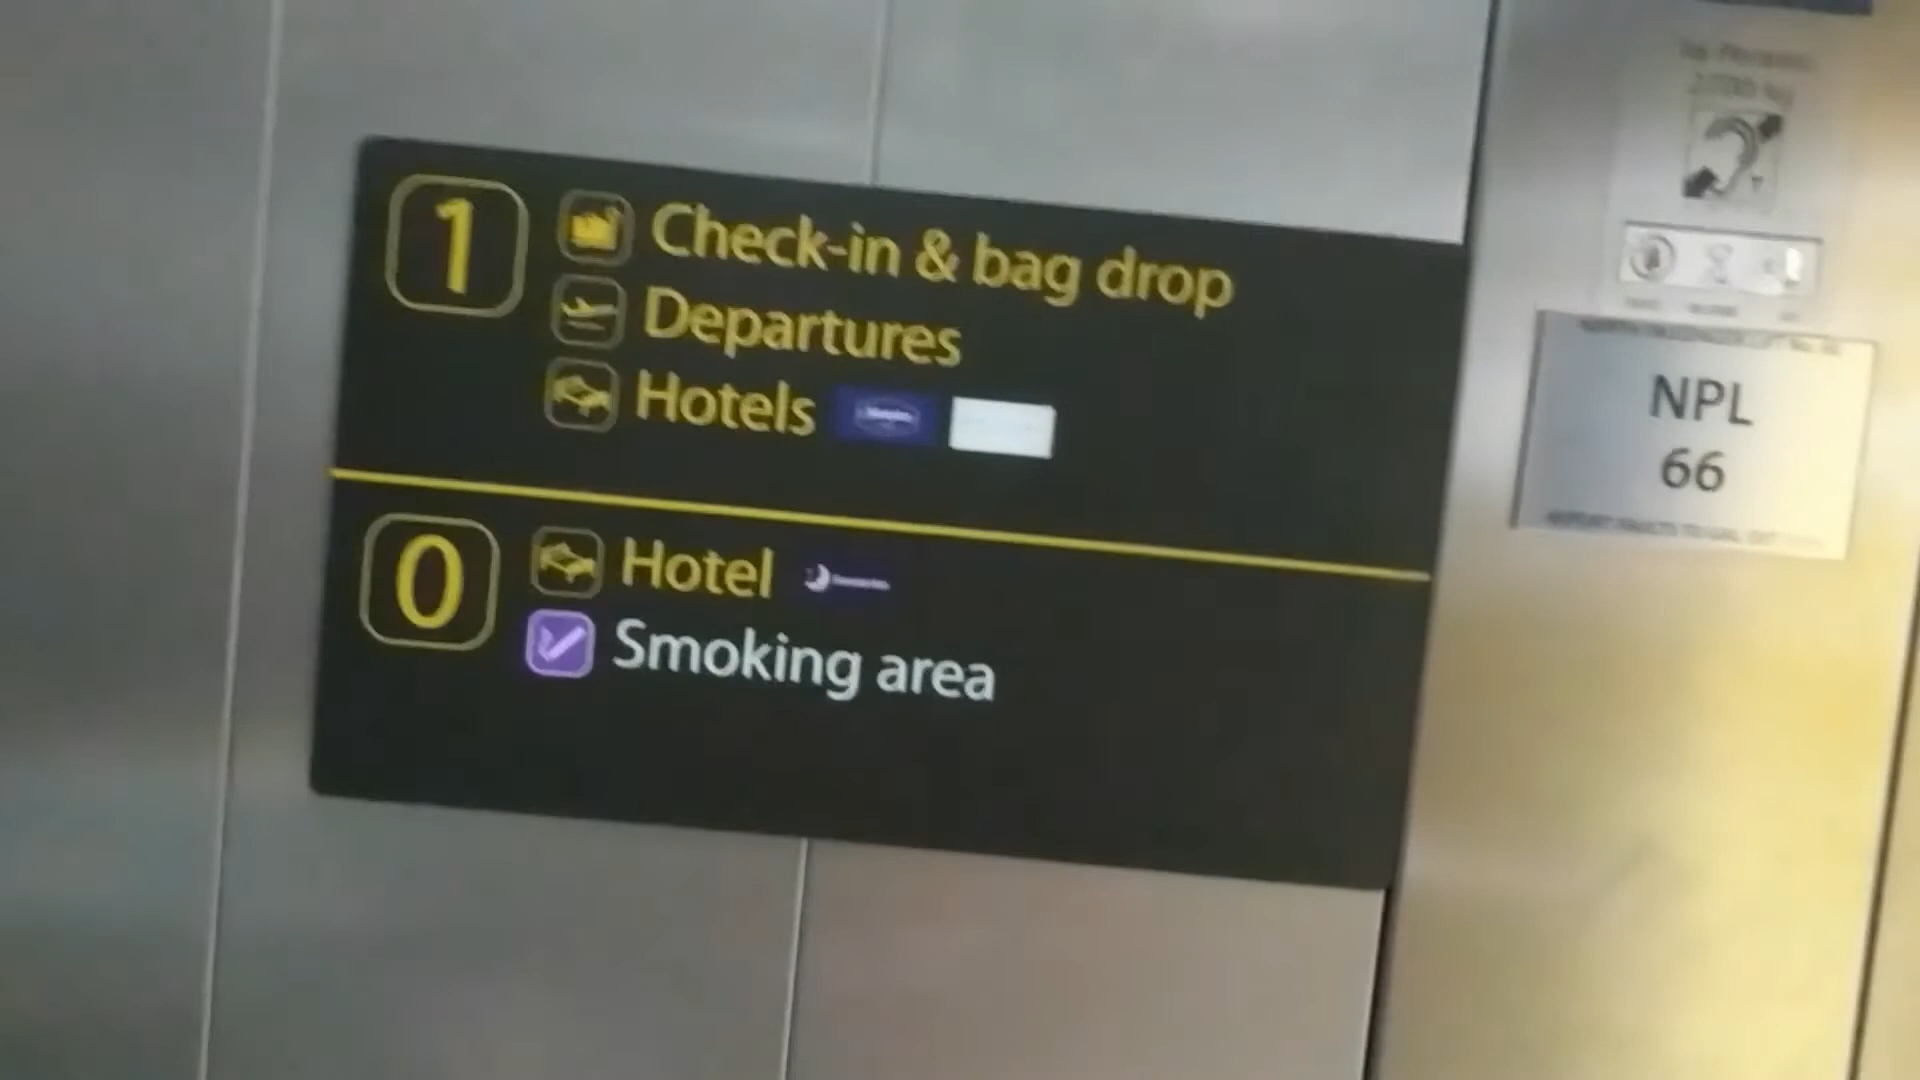 1
Check-in & bag drop
Departures
Hotels
0
Hotel
Smoking area
NPL
66